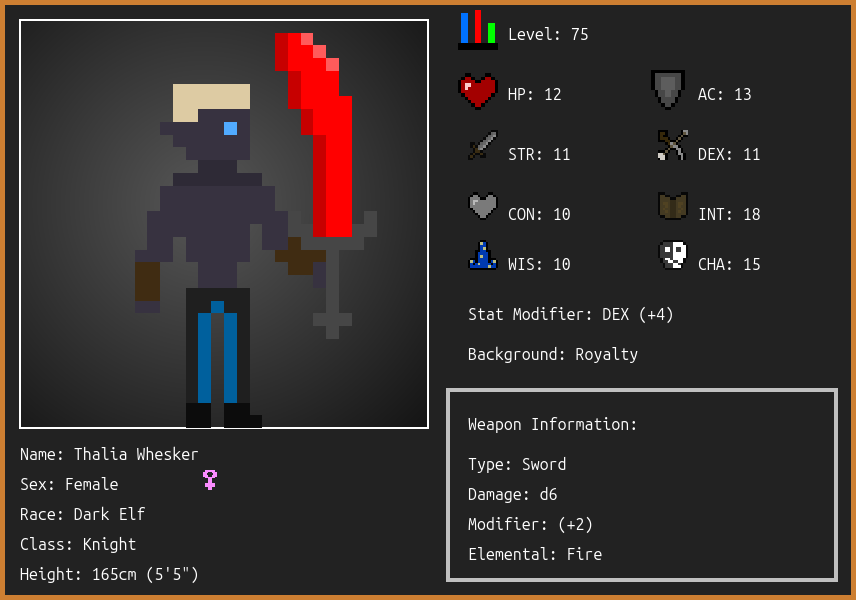 Level: 75
HP: 12
AC: 13
STR: 11
DEX: 11
CON: 10
INT: 18
WIS: 10
CHA: 15
Stat Modifier: DEX (+4)
Background: Royalty
Weapon Information:
Type: Sword
Damage: d6
Modifier: (+2)
Elemental: Fire
Name: Thalia Whesker
Sex: Female
Race: Dark Elf
Class: Knight
Height: 165cm (5'5")